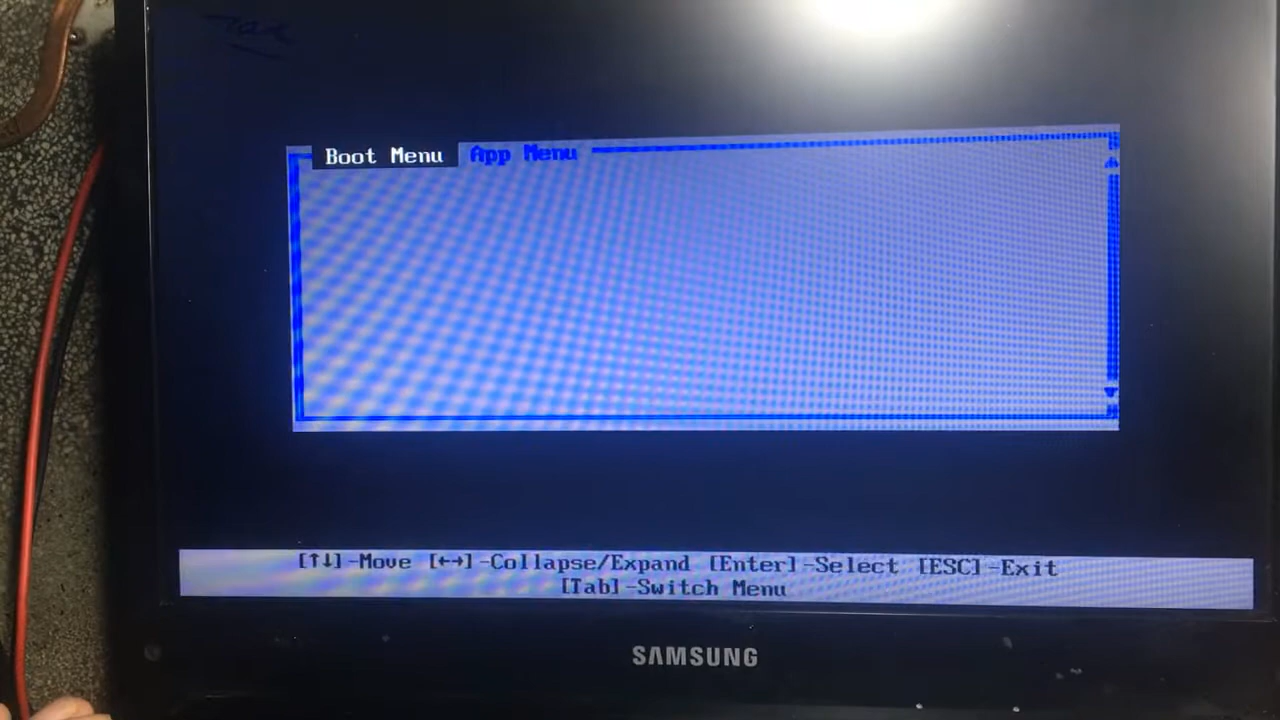 Boot Menu App Menu
[↑↓]-Move [←→]-Collapse/Expand [Enter]-Select [ESC]-Exit
[Tab]-Switch Menu
SAMSUNG